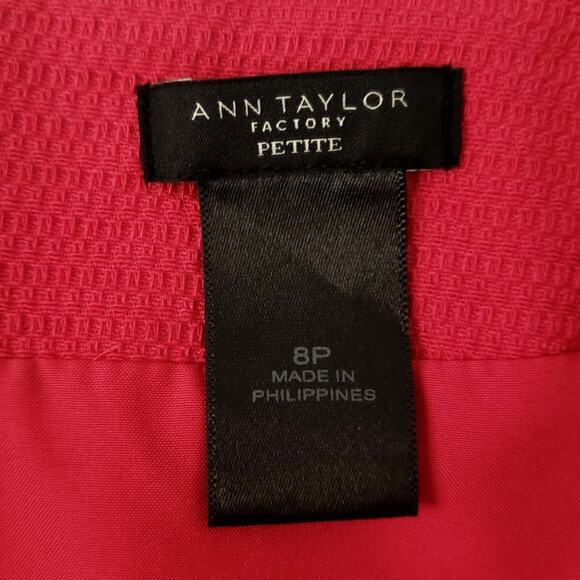 ANN TAYLOR
FACTORY
PETITE
8P
MADE IN
PHILIPPINES